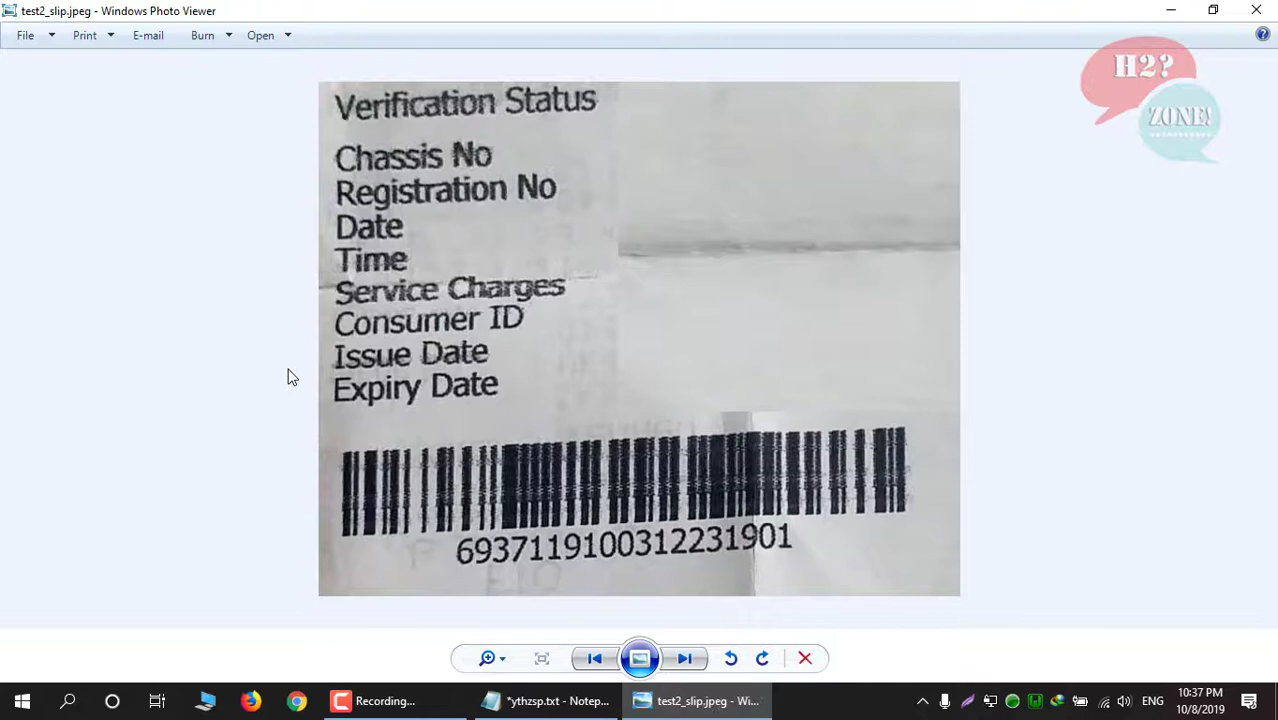 test2_slip.jpeg - Windows Photo Viewer
File Print E-mail Burn Open
H2?
ZONE!
Verification Status
Chassis No
Registration No
Date
Time
Service Charges
Consumer ID
Issue Date
Expiry Date
6937119100312231901
Recording...
*ythzsp.txt - Notep...
test2_slip.jpeg - Wi...
ENG
10:37 PM
10/8/2019